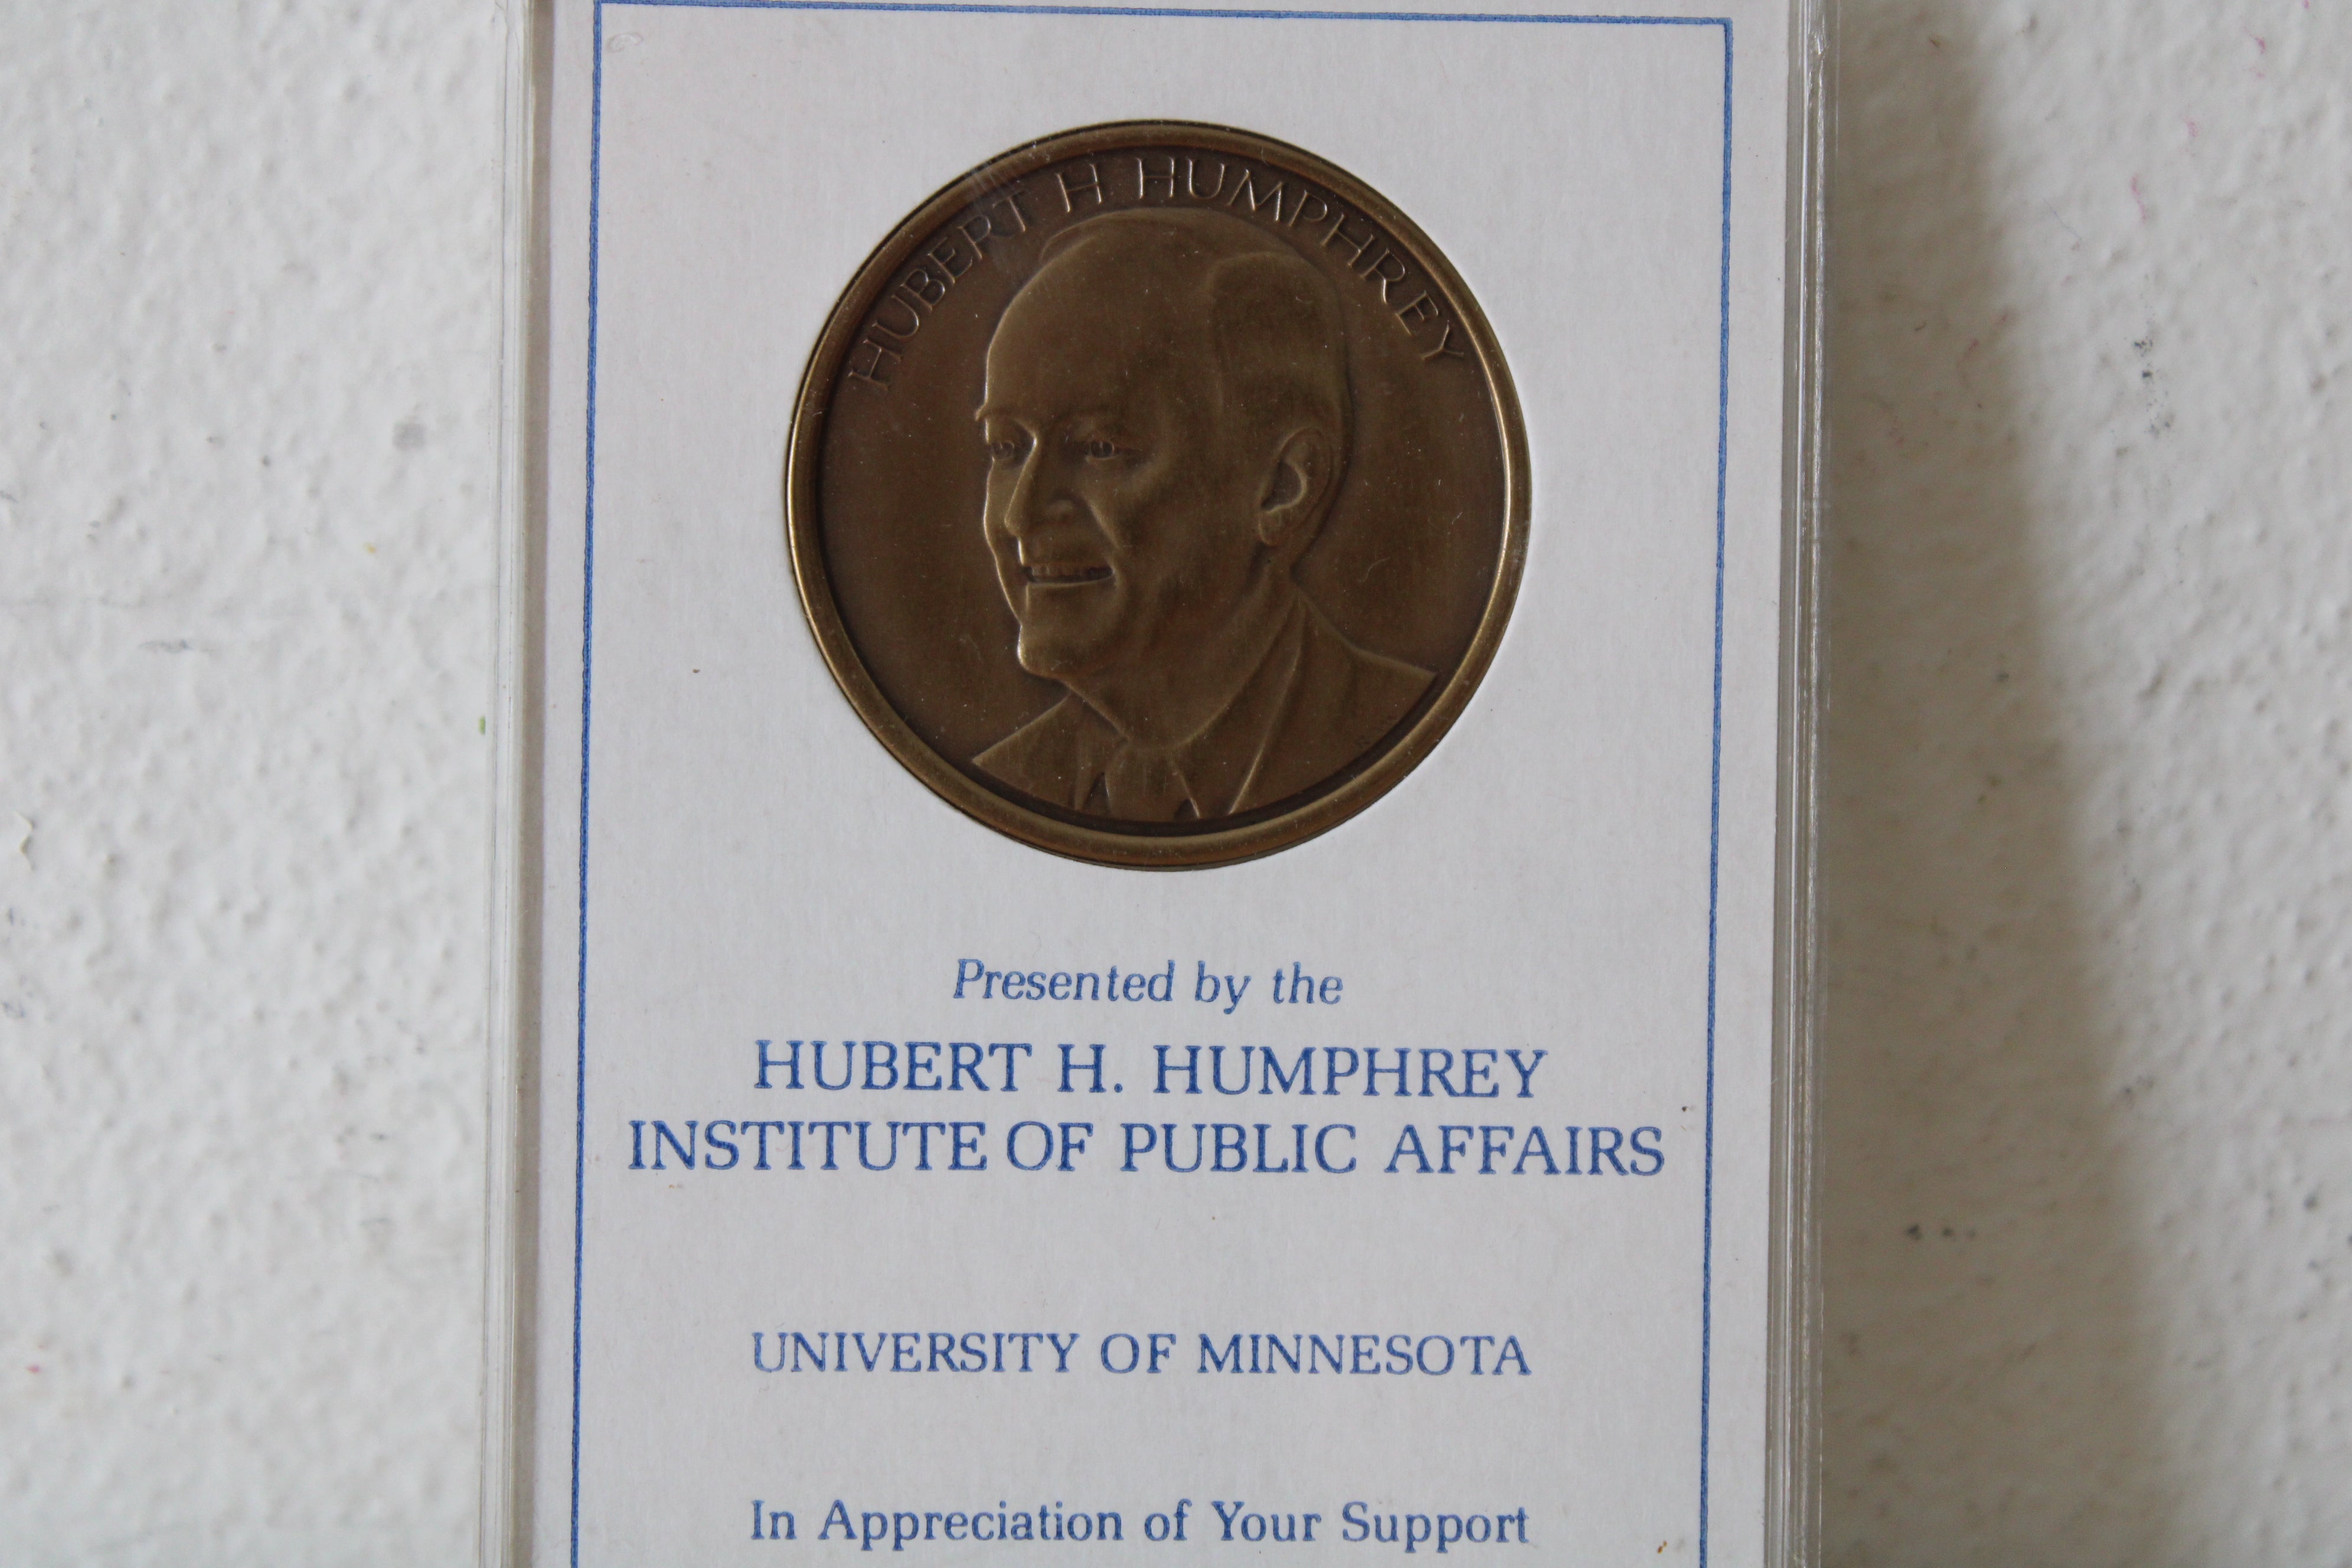 HUBERT H HUMPHREY
Presented by the
HUBERT H. HUMPHREY
INSTITUTE OF PUBLIC AFFAIRS
UNIVERSITY OF MINNESOTA
In Appreciation of Your Support